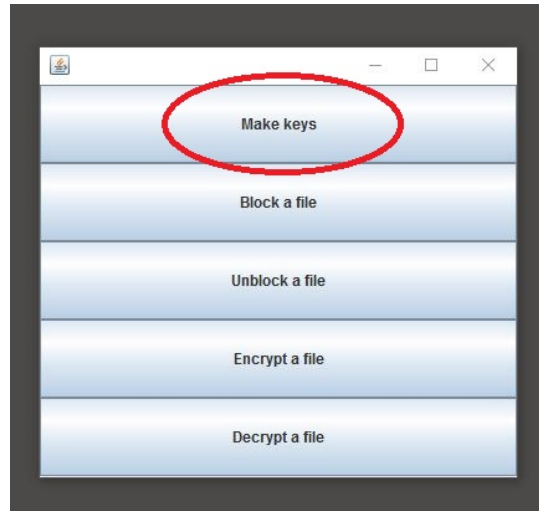 Make keys
Block a file
Unblock a file
Encrypt a file
Decrypt a file